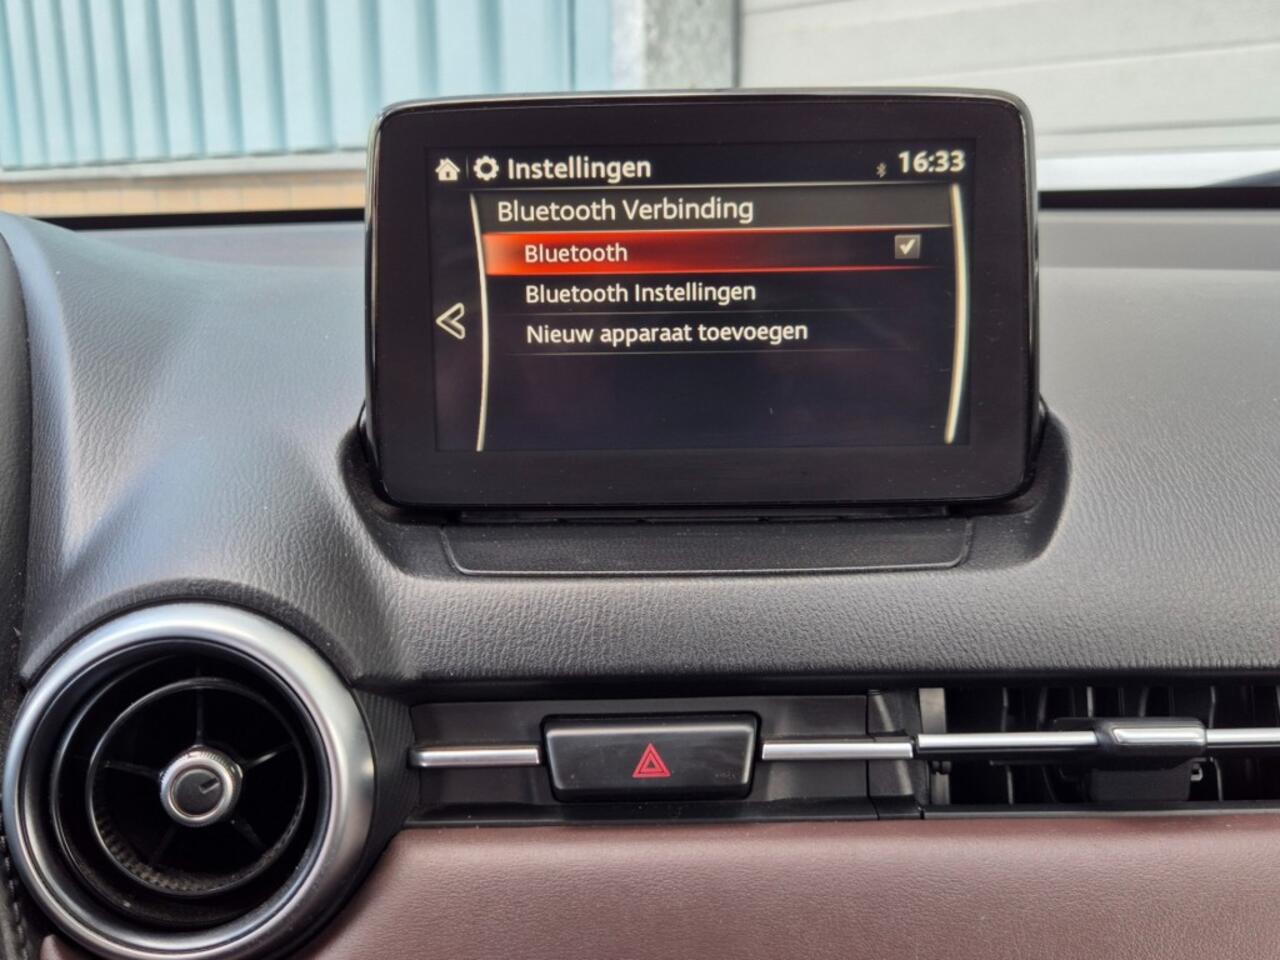 Instellingen 16:33
Bluetooth Verbinding
Bluetooth
Bluetooth Instellingen
Nieuw apparaat toevoegen